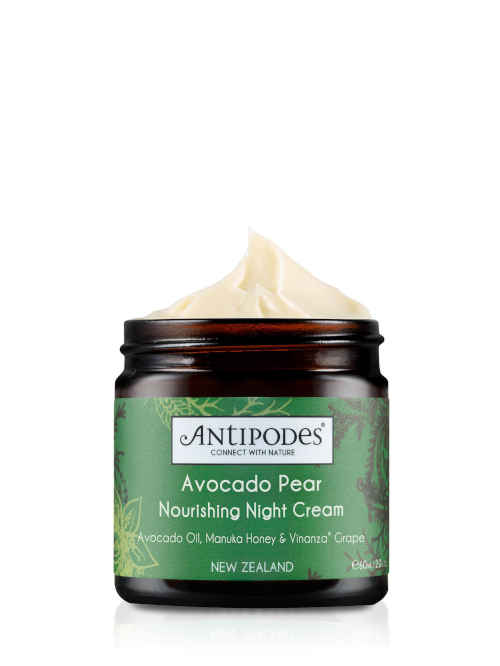 ANTIPODES®
CONNECT WITH NATURE
Avocado Pear
Nourishing Night Cream
Avocado Oil, Manuka Honey & Vinanza® Grape
NEW ZEALAND